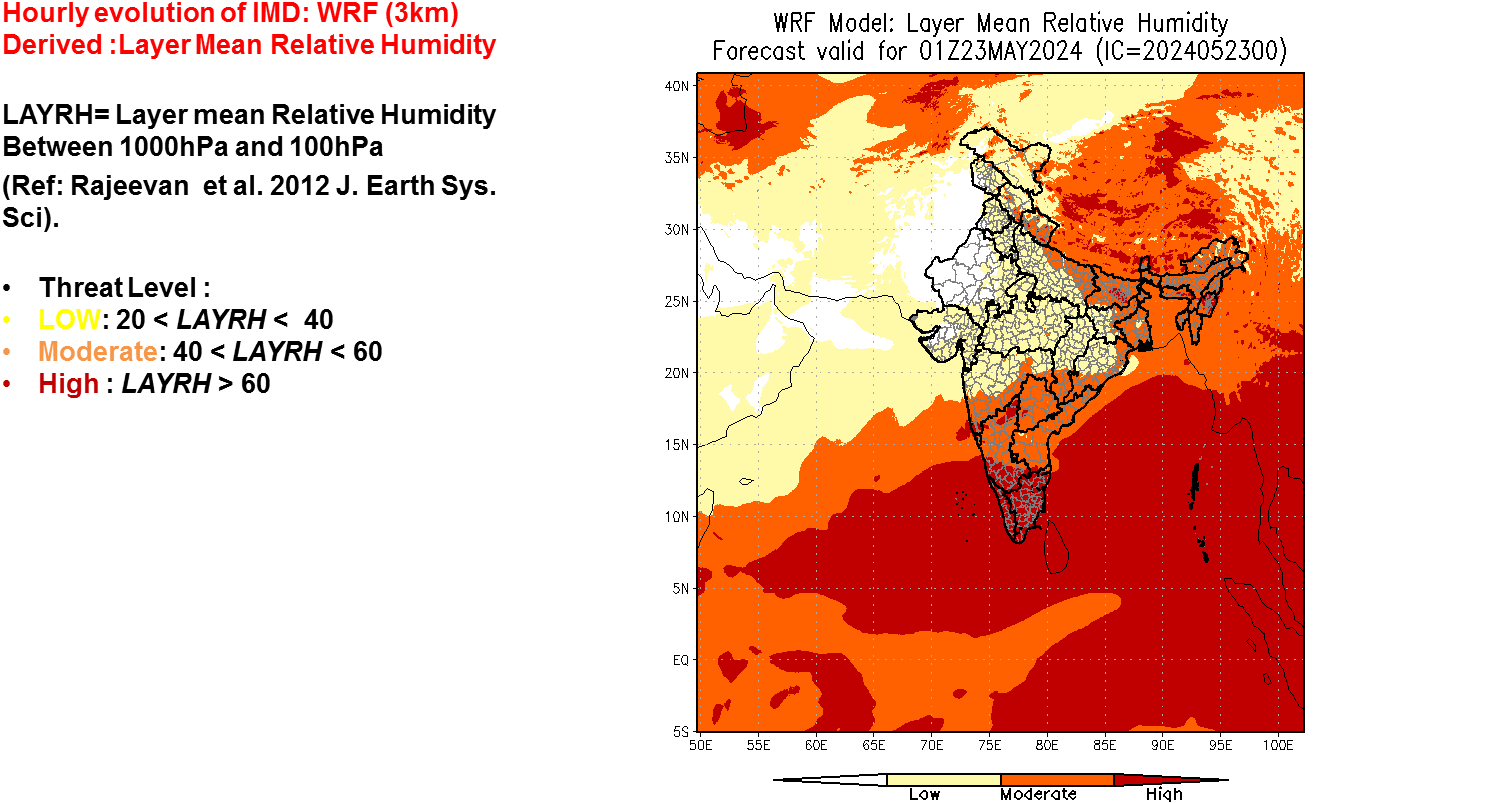 Hourly evolution of IMD: WRF (3km)
Derived :Layer Mean Relative Humidity
LAYRH= Layer mean Relative Humidity
Between 1000hPa and 100hPa
(Ref: Rajeevan et al. 2012 J. Earth Sys.
Sci).
• Threat Level :
• LOW: 20 < LAYRH < 40
• Moderate: 40 < LAYRH < 60
• High : LAYRH > 60
WRF Model: Layer Mean Relative Humidity
Forecast valid for 01Z23MAY2024 (IC=2024052300)
40N
35N
30N
25N
20N
15N
10N
5N
EQ
5S
50E 55E 60E 65E 70E 75E 80E 85E 90E 95E 100E
Low Moderate High